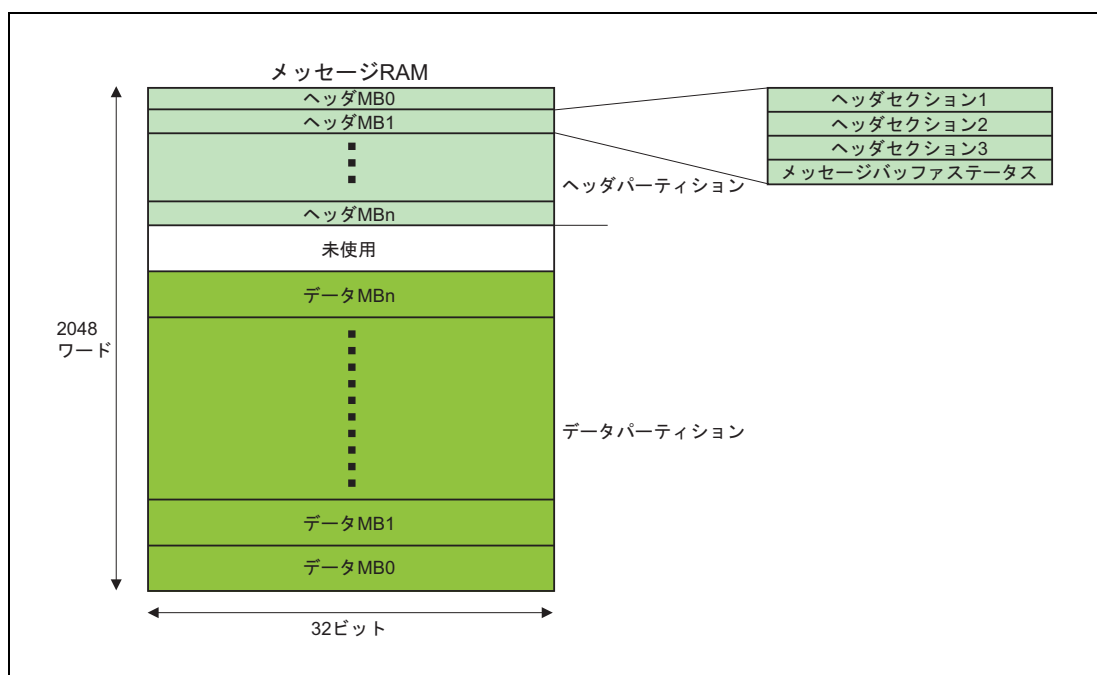 メッセージRAM
ヘッダMB0
ヘッダMB1
ヘッダMBn
未使用
データMBn
データMB1
データMB0
2048
ワード
32ビット
ヘッダパーティション
データパーティション
ヘッダセクション1
ヘッダセクション2
ヘッダセクション3
メッセージバッファステータス